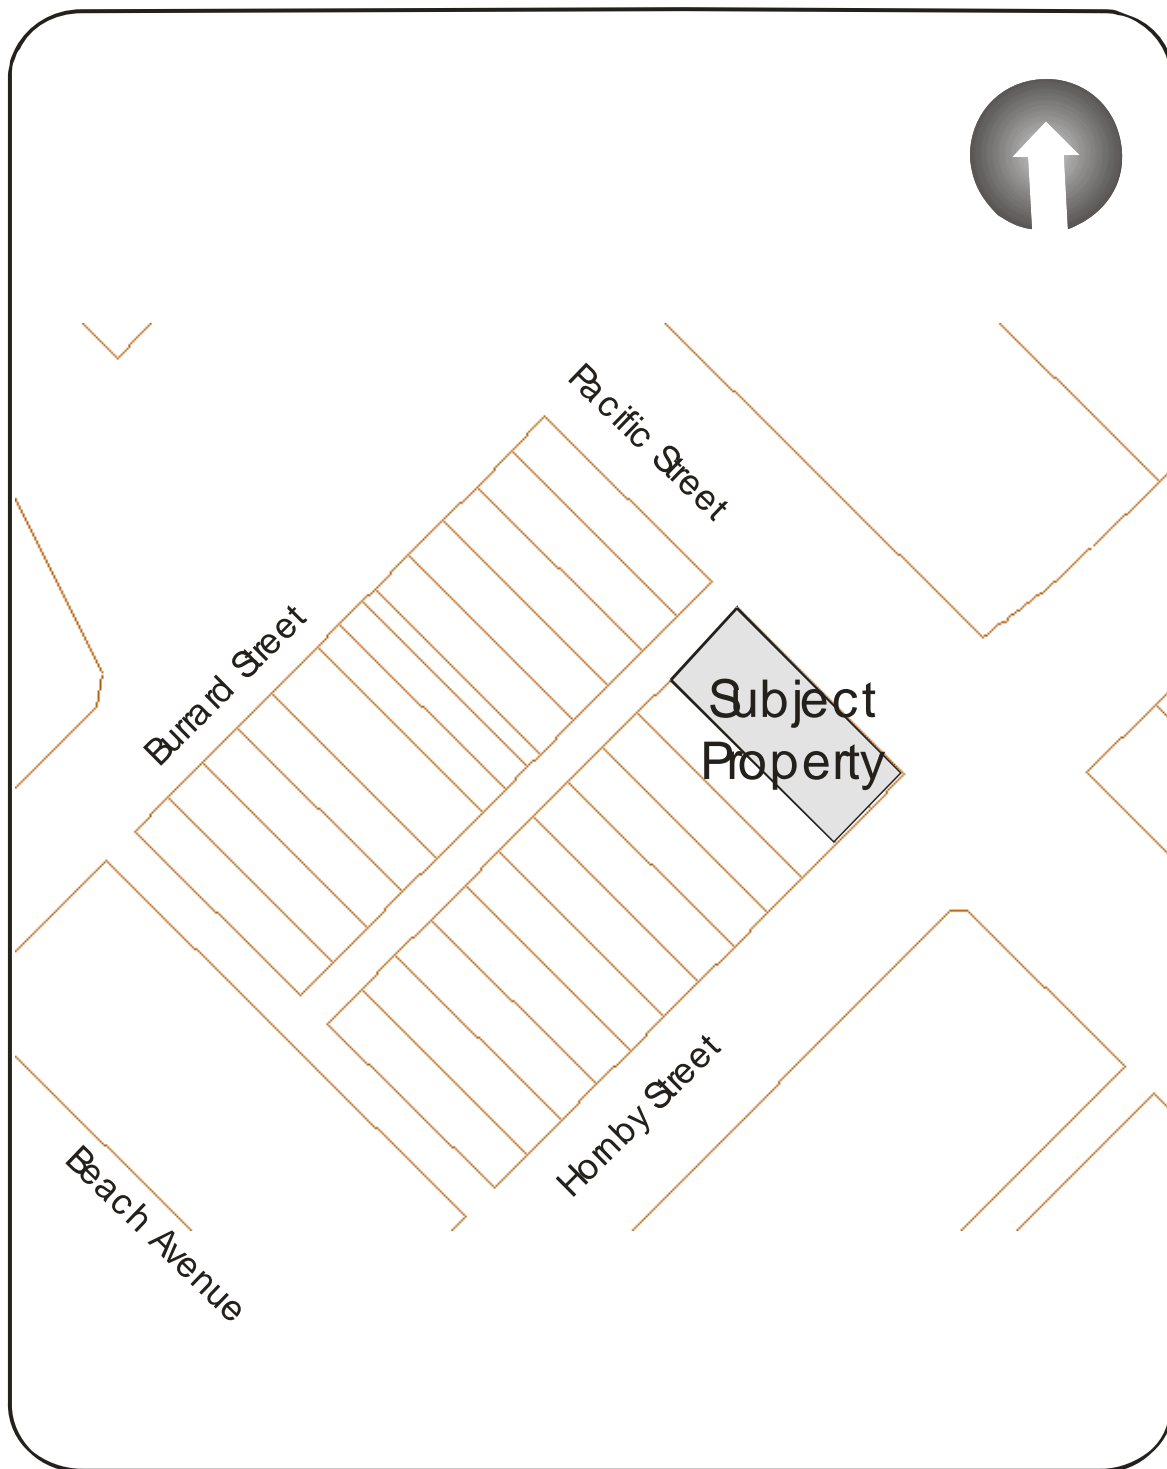 Pacific Street
Burrard Street
Subject
Property
Hornby Street
Beach Avenue